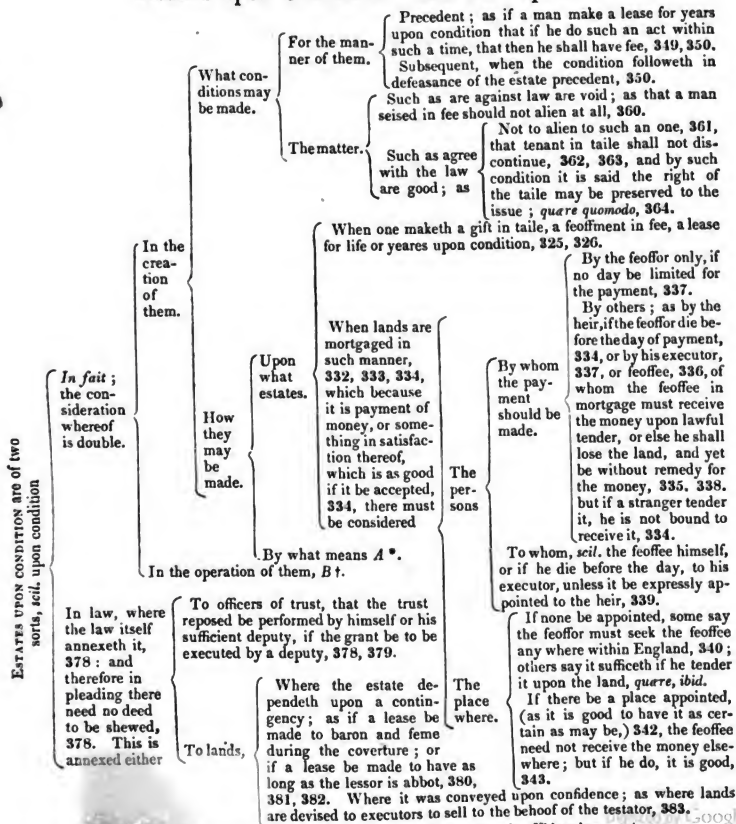 Precedent ; as if a man make a lease for years
upon condition that if he do such an act within
such a time, that then he shall have fee, 349, 350.
Subsequent, when the condition followeth in
defeasance of the estate precedent, 350.
For the man-
ner of them.
What con-
ditions may
be made.
Such as are against law are void ; as that a man
seised in fee should not alien at all, 360.
The matter.
Such as agree
with the law
are good ; as
Not to alien to such an one, 361,
that tenant in taile shall not dis-
continue, 362, 363, and by such
condition it is said the right of
the taile may be preserved to the
issue ; quære quomodo, 364.
In the
crea-
tion
of
them.
When one maketh a gift in taile, a feoffment in fee, a lease
for life or yeares upon condition, 325, 326.
Upon
what
estates.
When lands are
mortgaged in
such manner,
332, 333, 334,
which because
it is payment of
money, or some-
thing in satisfac-
tion thereof,
which is as good
if it be accepted,
334, there must
be considered
How
they
may
be
made.
By what means A *.
In the operation of them, B †.
In fait ;
the con-
sideration
whereof
is double.
ESTATES UPON CONDITION are of two
sorts, scil. upon condition
The
per-
sons
By whom
the pay-
ment
should be
made.
By the feoffor only, if
no day be limited for
the payment, 337.
By others ; as by the
heir, if the feoffor die be-
fore the day of payment,
334, or by his executor,
337, or feoffee, 336, of
whom the feoffee in
mortgage must receive
the money upon lawful
tender, or else he shall
lose the land, and yet
be without remedy for
the money, 335. 338.
but if a stranger tender
it, he is not bound to
receive it, 334.
To whom, scil. the feoffee himself,
or if he die before the day, to his
executor, unless it be expressly ap-
pointed to the heir, 339.
The
place
where.
If none be appointed, some say
the feoffor must seek the feoffee
any where within England, 340 ;
others say it sufficeth if he tender
it upon the land, quære, ibid.
If there be a place appointed,
(as it is good to have it as cer-
tain as may be,) 342, the feoffee
need not receive the money else-
where ; but if he do, it is good,
343.
In law, where
the law itself
annexeth it,
378 : and
therefore in
pleading there
need no deed
to be shewed,
378. This is
annexed either
To officers of trust, that the trust
reposed be performed by himself or his
sufficient deputy, if the grant be to be
executed by a deputy, 378, 379.
To lands,
Where the estate de-
pendeth upon a contin-
gency ; as if a lease be
made to baron and feme
during the coverture ; or
if a lease be made to have as
long as the lessor is abbot, 380,
381, 382. Where it was conveyed upon confidence ; as where lands
are devised to executors to sell to the behoof of the testator, 383.